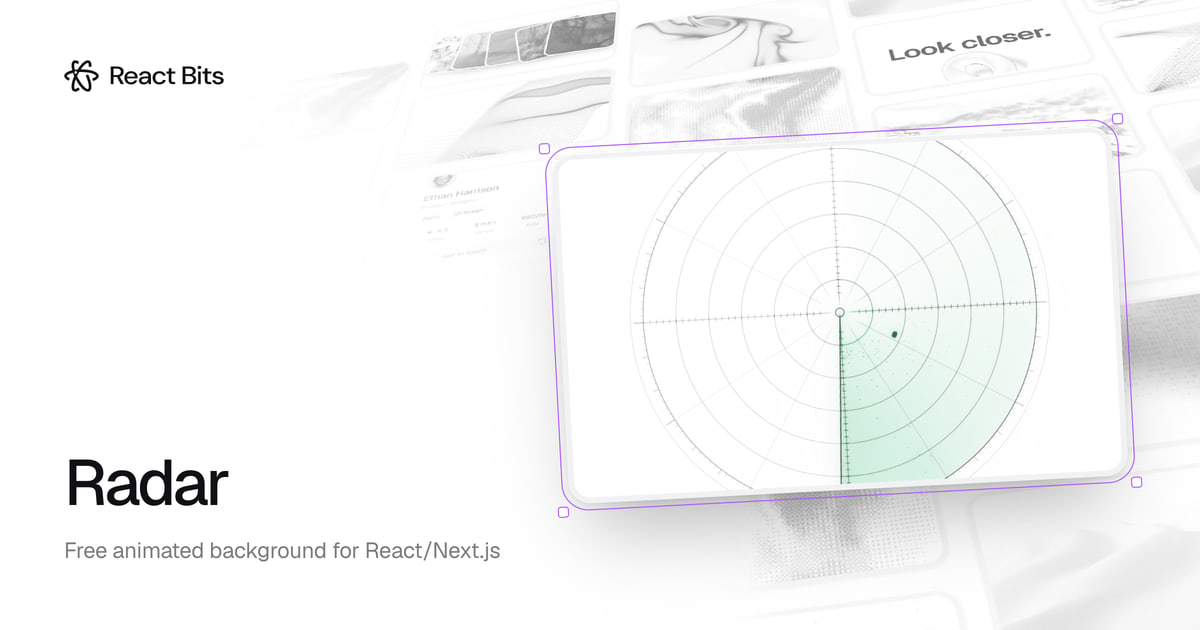 React Bits
Look closer.
Ethan Harrison
Radar
Free animated background for React/Next.js